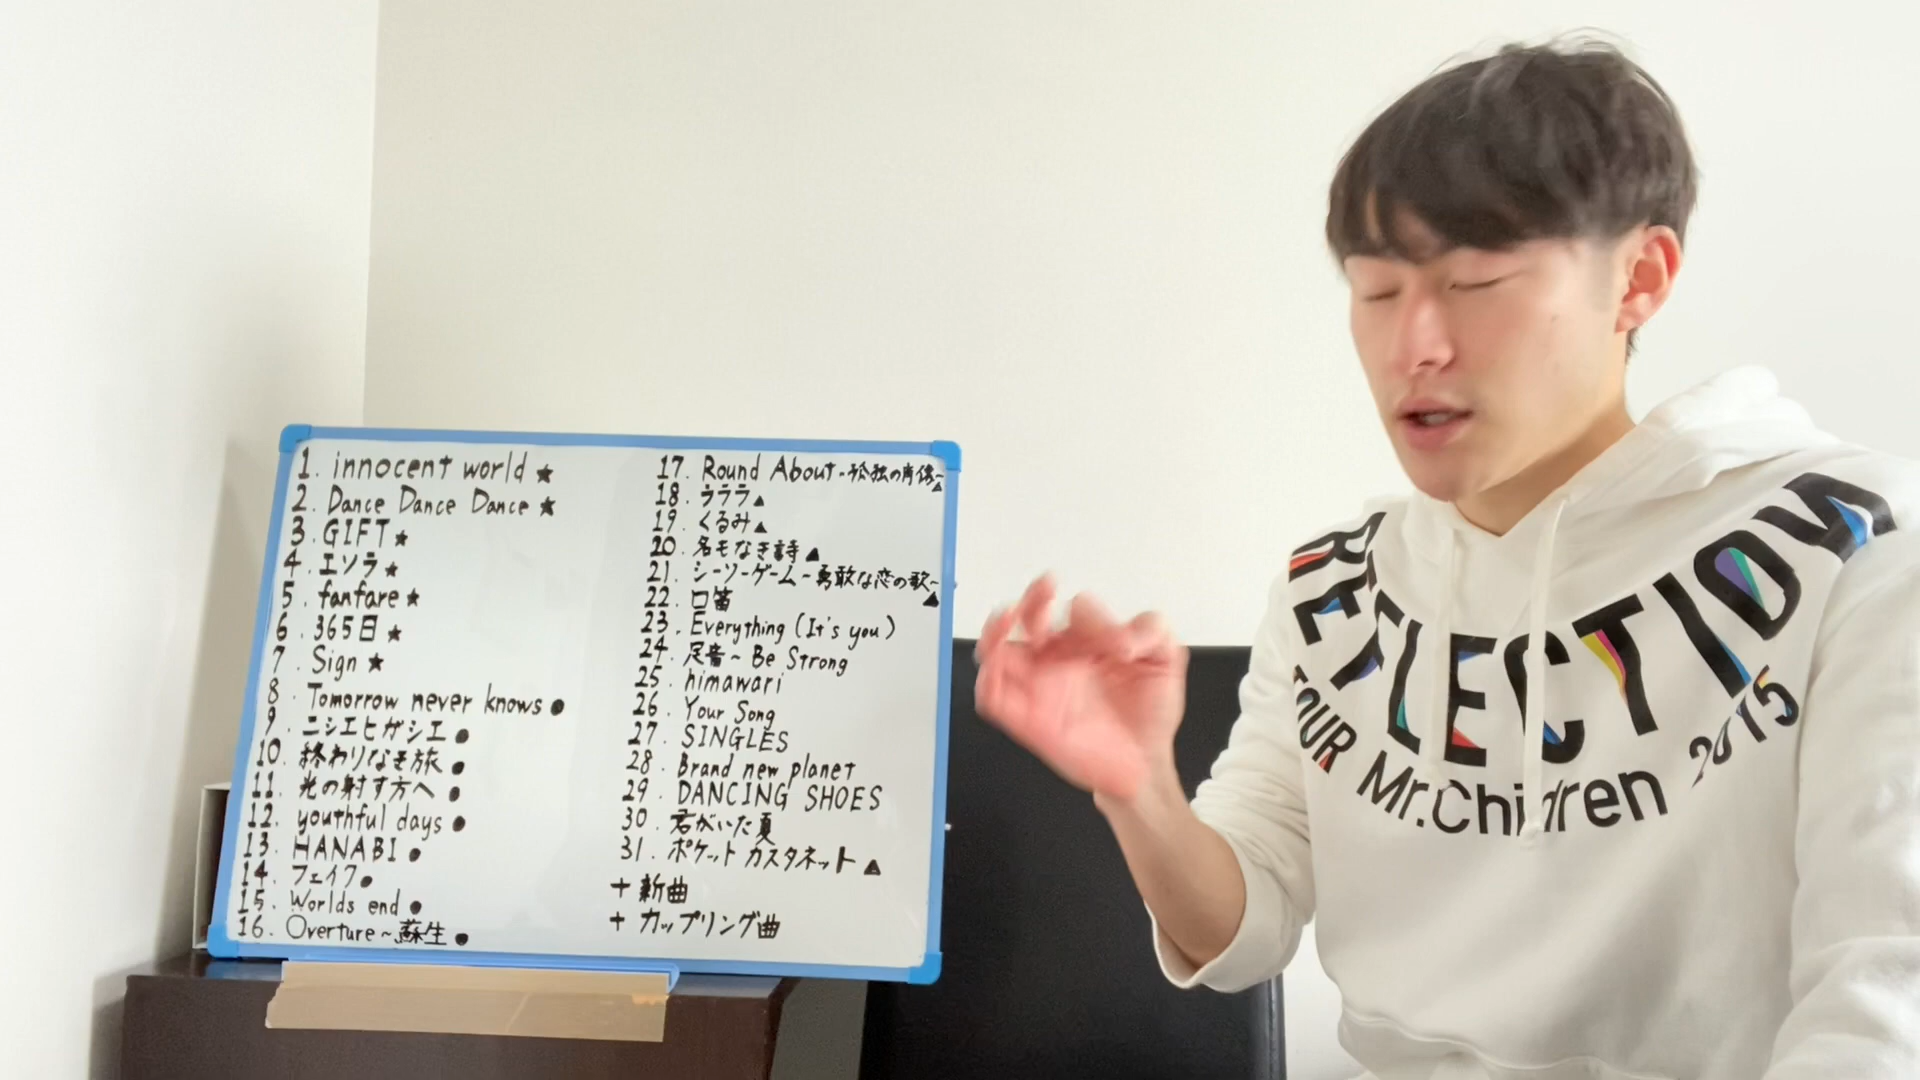 1. innocent world ★
2. Dance Dance Dance ★
3. GIFT ★
4. エソラ ★
5. fanfare ★
6. 365日 ★
7. Sign ★
8. Tomorrow never knows ●
9. ニシエヒガシエ ●
10. 終わりなき旅 ●
11. 光の射す方へ ●
12. youthful days ●
13. HANABI ●
14. フェイク ●
15. Worlds end ●
16. Overture~蘇生 ●
17. Round About-孤独の肖像~ ▲
18. ラララ ▲
19. くるみ ▲
20. 名もなき詩 ▲
21. シーソーゲーム~勇敢な恋の歌~ ▲
22. 口笛
23. Everything (It's you)
24. 足音~Be Strong
25. himawari
26. Your Song
27. SINGLES
28. Brand new planet
29. DANCING SHOES
30. 君がいた夏
31. ポケット カスタネット ▲
+ 新曲
+ カップリング曲
REFLECTION
TOUR Mr.Children 2015